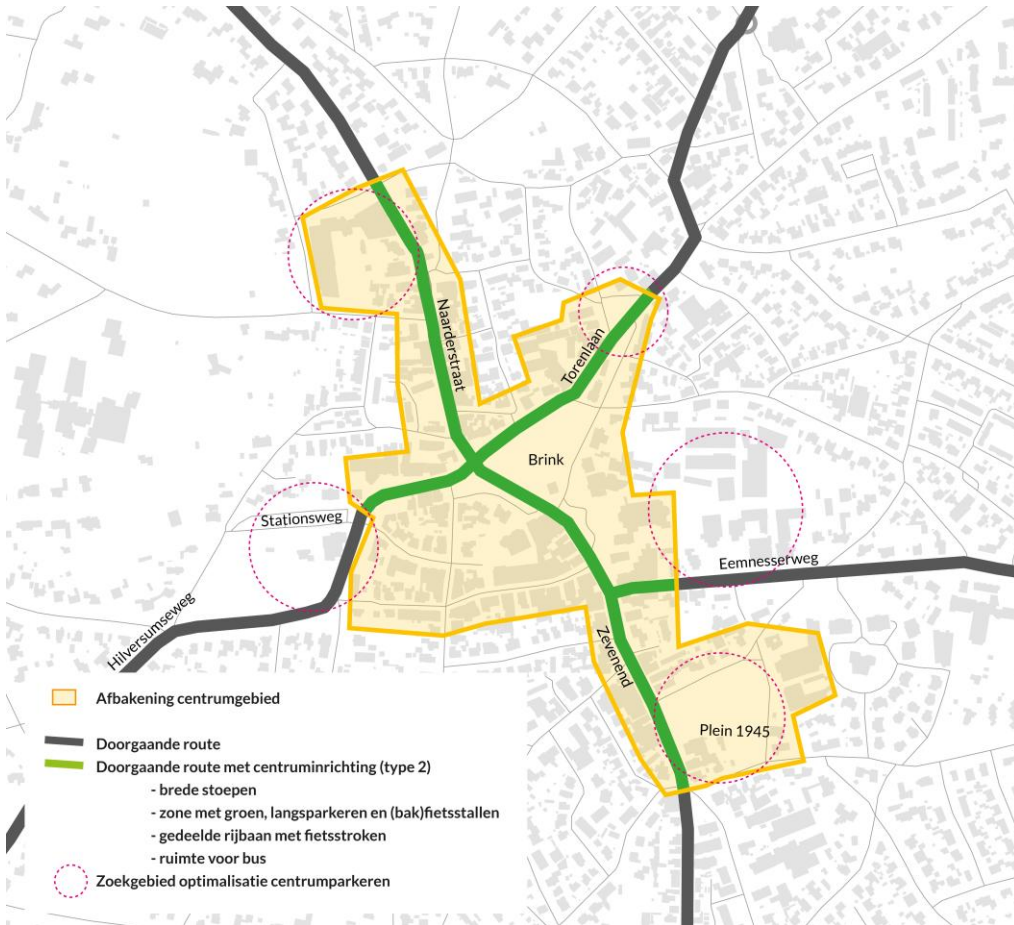 Naarderstraat
Torenlaan
Brink
Stationsweg
Eemnesserweg
Hilversumseweg
Zevenend
Plein 1945
Afbakening centrumgebied
Doorgaande route
Doorgaande route met centruminrichting (type 2)
- brede stoepen
- zone met groen, langsparkeren en (bak)fietsstallen
- gedeelde rijbaan met fietsstroken
- ruimte voor bus
Zoekgebied optimalisatie centrumparkeren